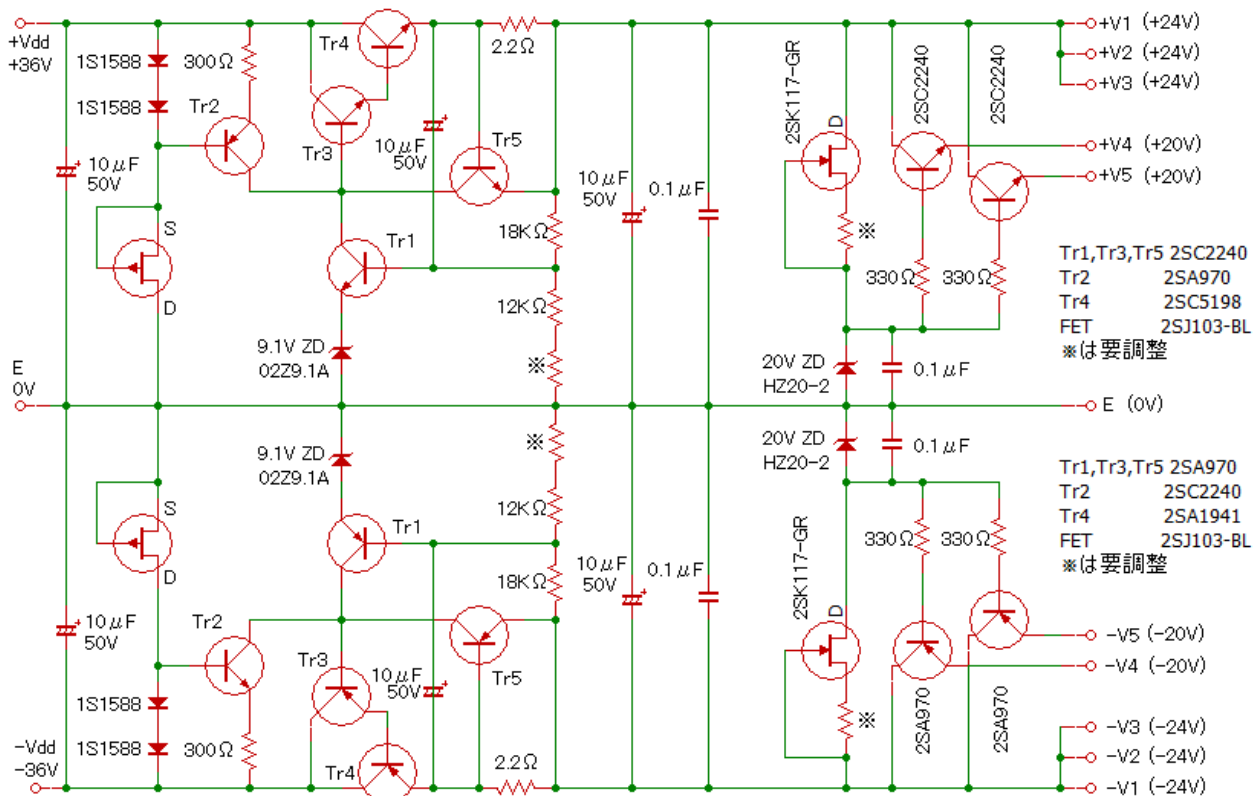 +Vdd
+36V
1S1588
1S1588
300Ω
Tr2
Tr4
Tr3
2.2Ω
10μF
50V
10μF
50V
Tr5
S
D
Tr1
18KΩ
12KΩ
※
9.1V ZD
02Z9.1A
10μF
50V
0.1μF
2SK117-GR
D
※
2SC2240
2SC2240
330Ω
330Ω
20V ZD
HZ20-2
0.1μF
+V1 (+24V)
+V2 (+24V)
+V3 (+24V)
+V4 (+20V)
+V5 (+20V)
Tr1,Tr3,Tr5 2SC2240
Tr2 2SA970
Tr4 2SC5198
FET 2SJ103-BL
※は要調整
E
0V
E (0V)
9.1V ZD
02Z9.1A
※
12KΩ
18KΩ
S
D
Tr1
10μF
50V
Tr2
Tr3
10μF
50V
Tr5
1S1588
1S1588
300Ω
Tr4
2.2Ω
-Vdd
-36V
10μF
50V
0.1μF
20V ZD
HZ20-2
0.1μF
2SK117-GR
D
※
330Ω
330Ω
2SA970
2SA970
Tr1,Tr3,Tr5 2SA970
Tr2 2SC2240
Tr4 2SA1941
FET 2SJ103-BL
※は要調整
-V5 (-20V)
-V4 (-20V)
-V3 (-24V)
-V2 (-24V)
-V1 (-24V)